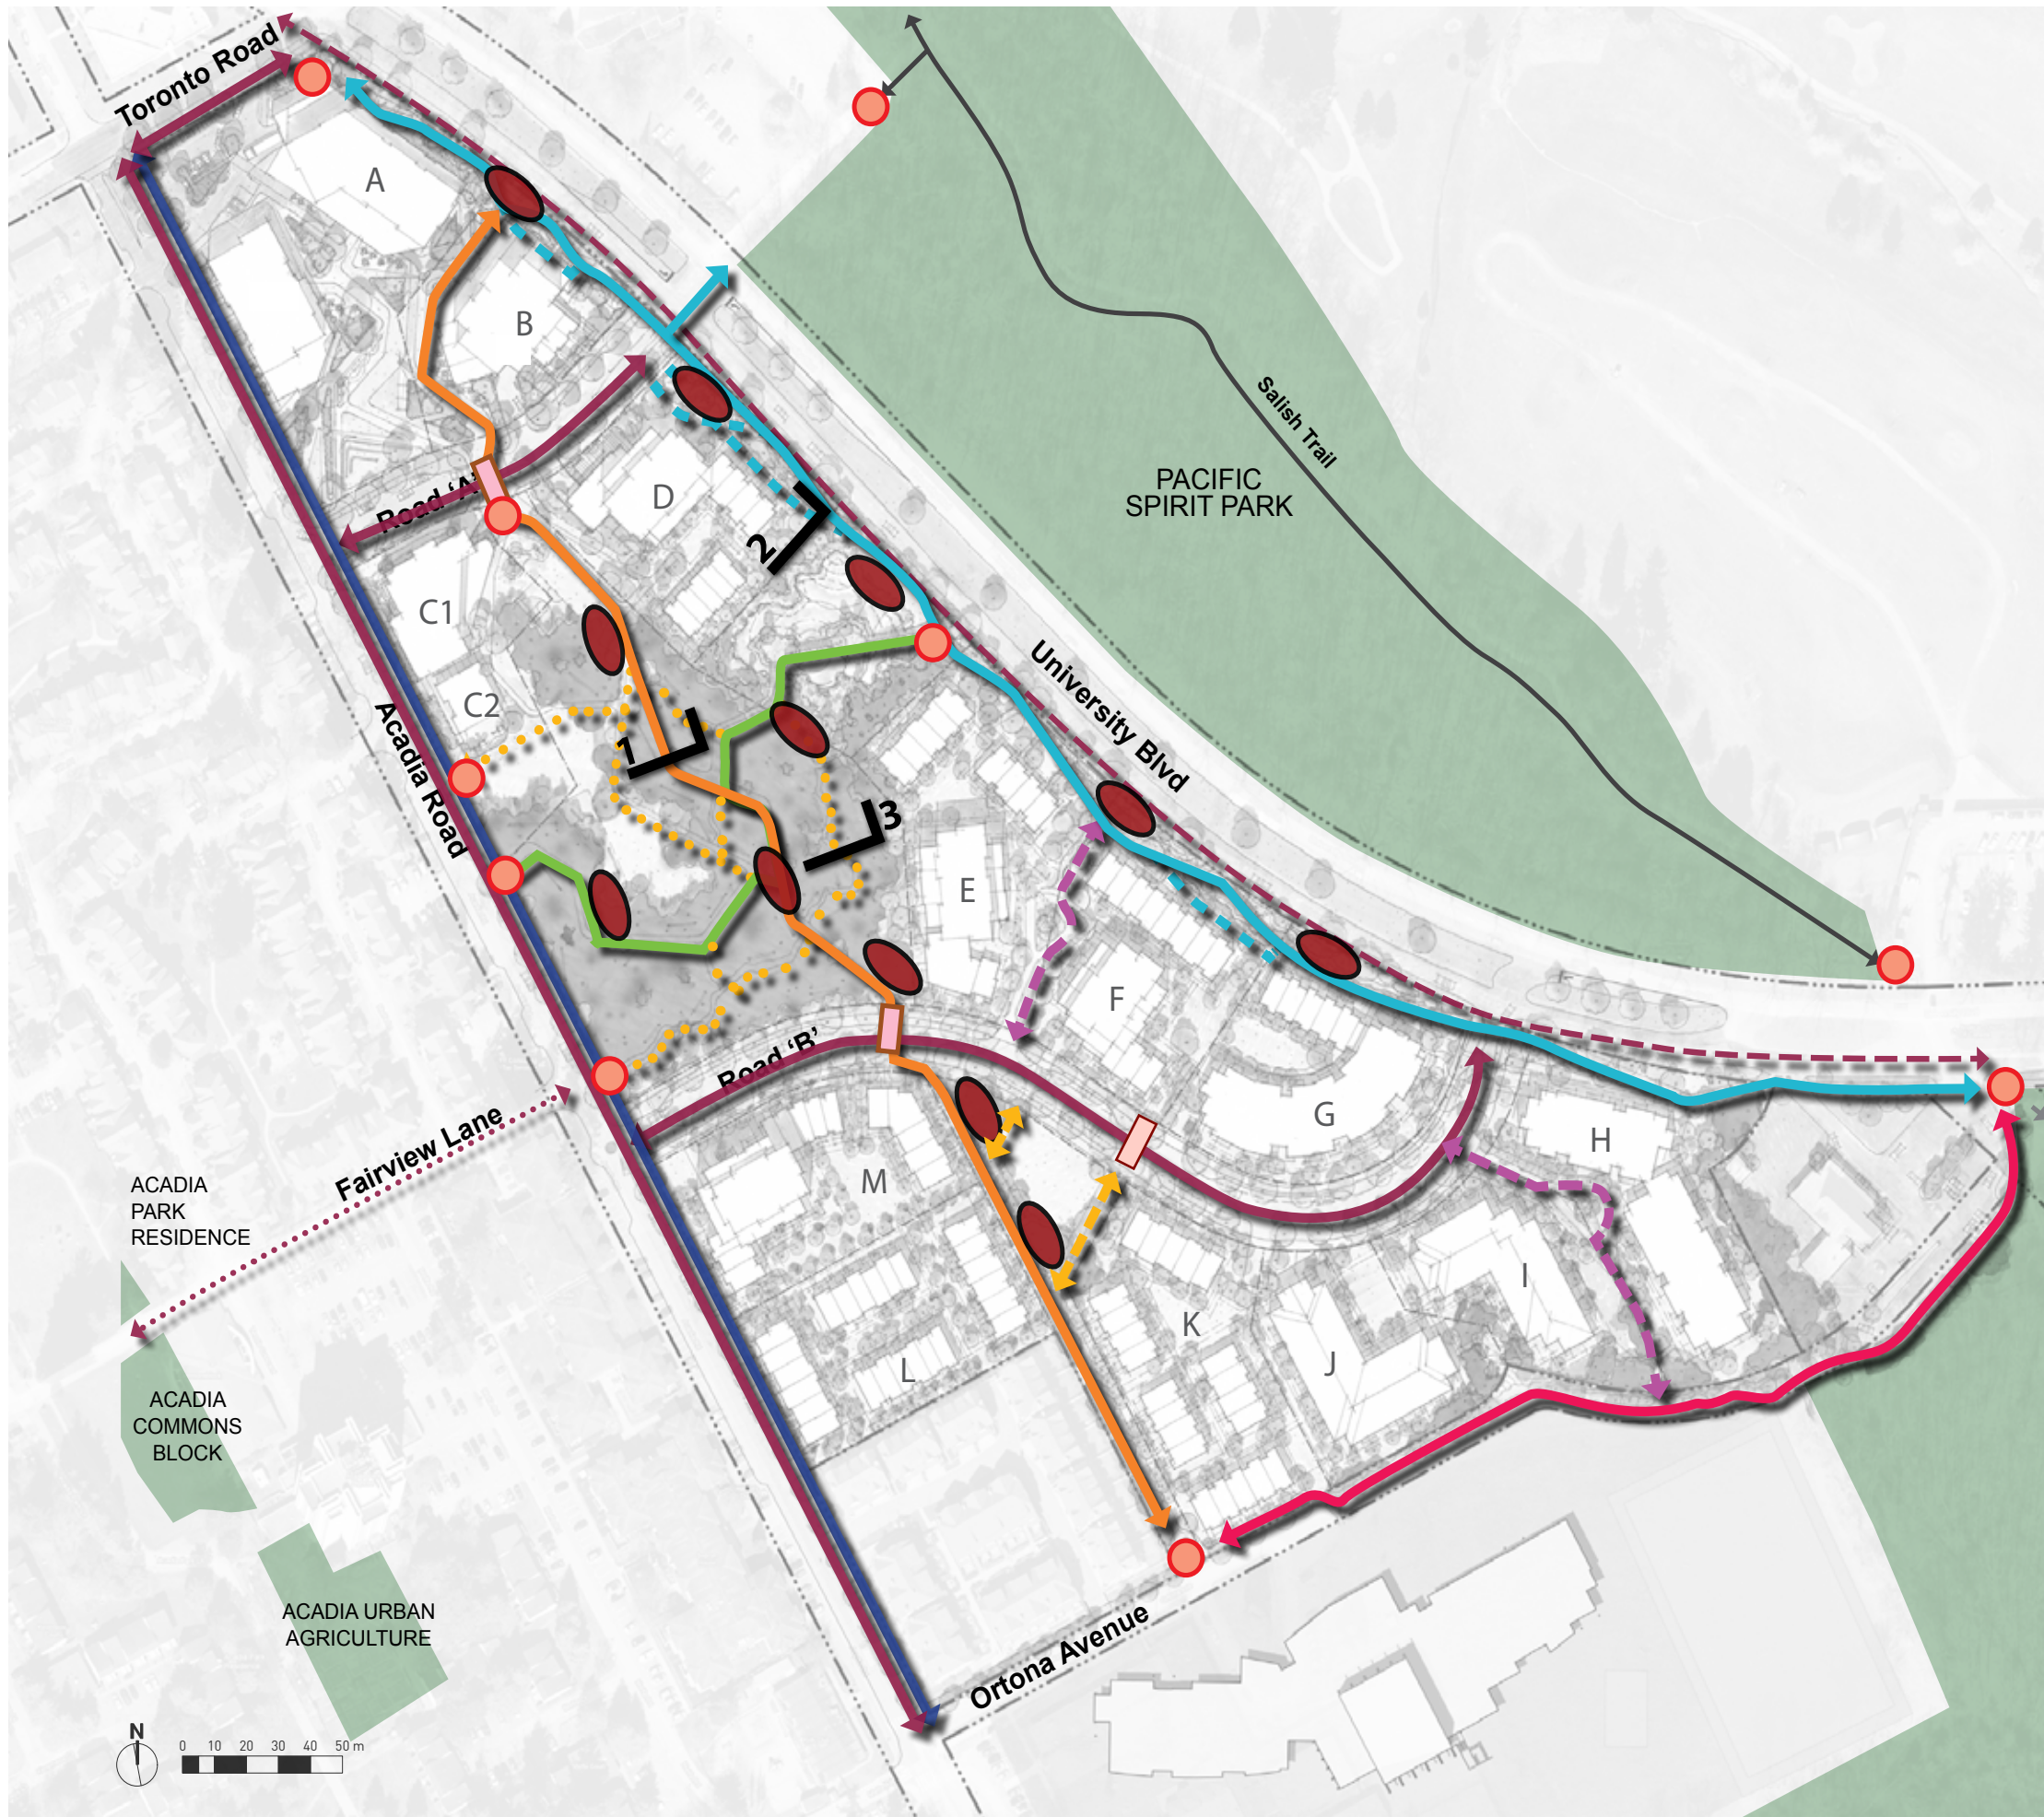 Toronto Road
A
B
Salish Trail
PACIFIC
SPIRIT PARK
Road ‘A’
D
2
C1
C2
University Blvd
1
Acadia Road
3
E
F
Road ‘B’
G
H
Fairview Lane
M
ACADIA
PARK
RESIDENCE
I
K
J
L
ACADIA
COMMONS
BLOCK
ACADIA URBAN
AGRICULTURE
Ortona Avenue
N
0 10 20 30 40 50 m